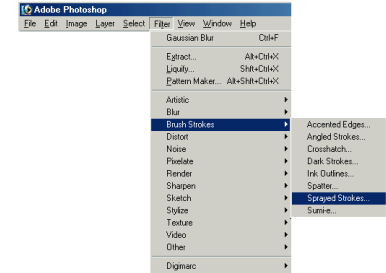 Adobe Photoshop
File Edit Image Layer Select Filter View Window Help
Gaussian Blur Ctrl+F
Extract... Alt+Ctrl+X
Liquify... Shft+Ctrl+X
Pattern Maker... Alt+Shft+Ctrl+X
Artistic
Blur
Brush Strokes
Distort
Noise
Pixelate
Render
Sharpen
Sketch
Stylize
Texture
Video
Other
Digimarc
Accented Edges...
Angled Strokes...
Crosshatch...
Dark Strokes...
Ink Outlines...
Spatter...
Sprayed Strokes...
Sumi-e...